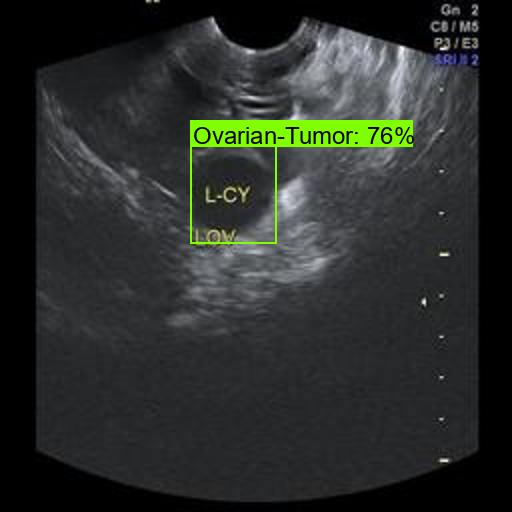 Gn 2
C8 / M5
P3 / E3
SRI II 2
Ovarian-Tumor: 76%
L-CY
LOV